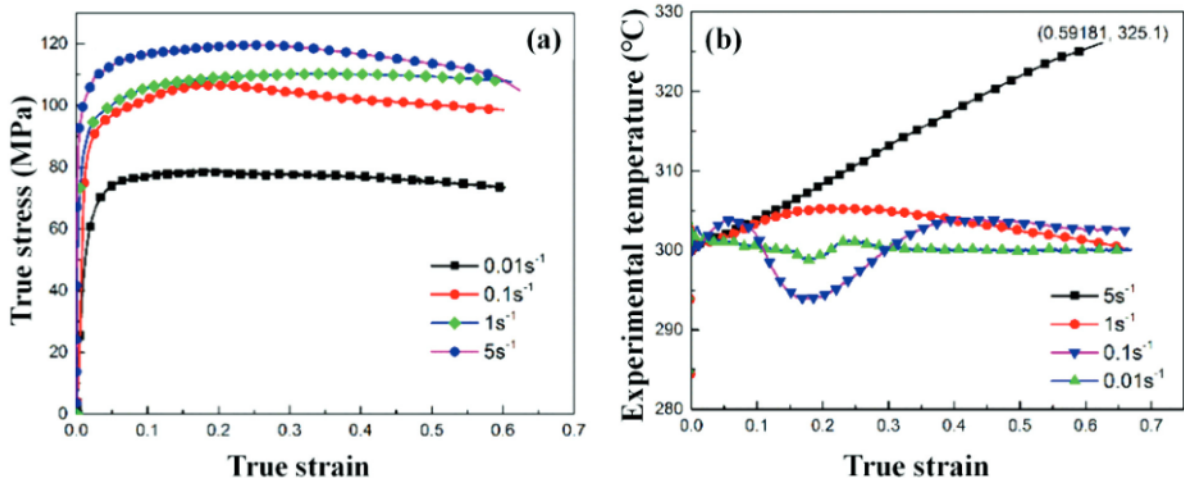 (a)
True stress (MPa)
120
100
80
60
40
20
0
0.01s⁻¹
0.1s⁻¹
1s⁻¹
5s⁻¹
0.0 0.1 0.2 0.3 0.4 0.5 0.6 0.7
True strain
(b)
(0.59181, 325.1)
Experimental temperature (°C)
330
320
310
300
290
280
5s⁻¹
1s⁻¹
0.1s⁻¹
0.01s⁻¹
0.0 0.1 0.2 0.3 0.4 0.5 0.6 0.7
True strain